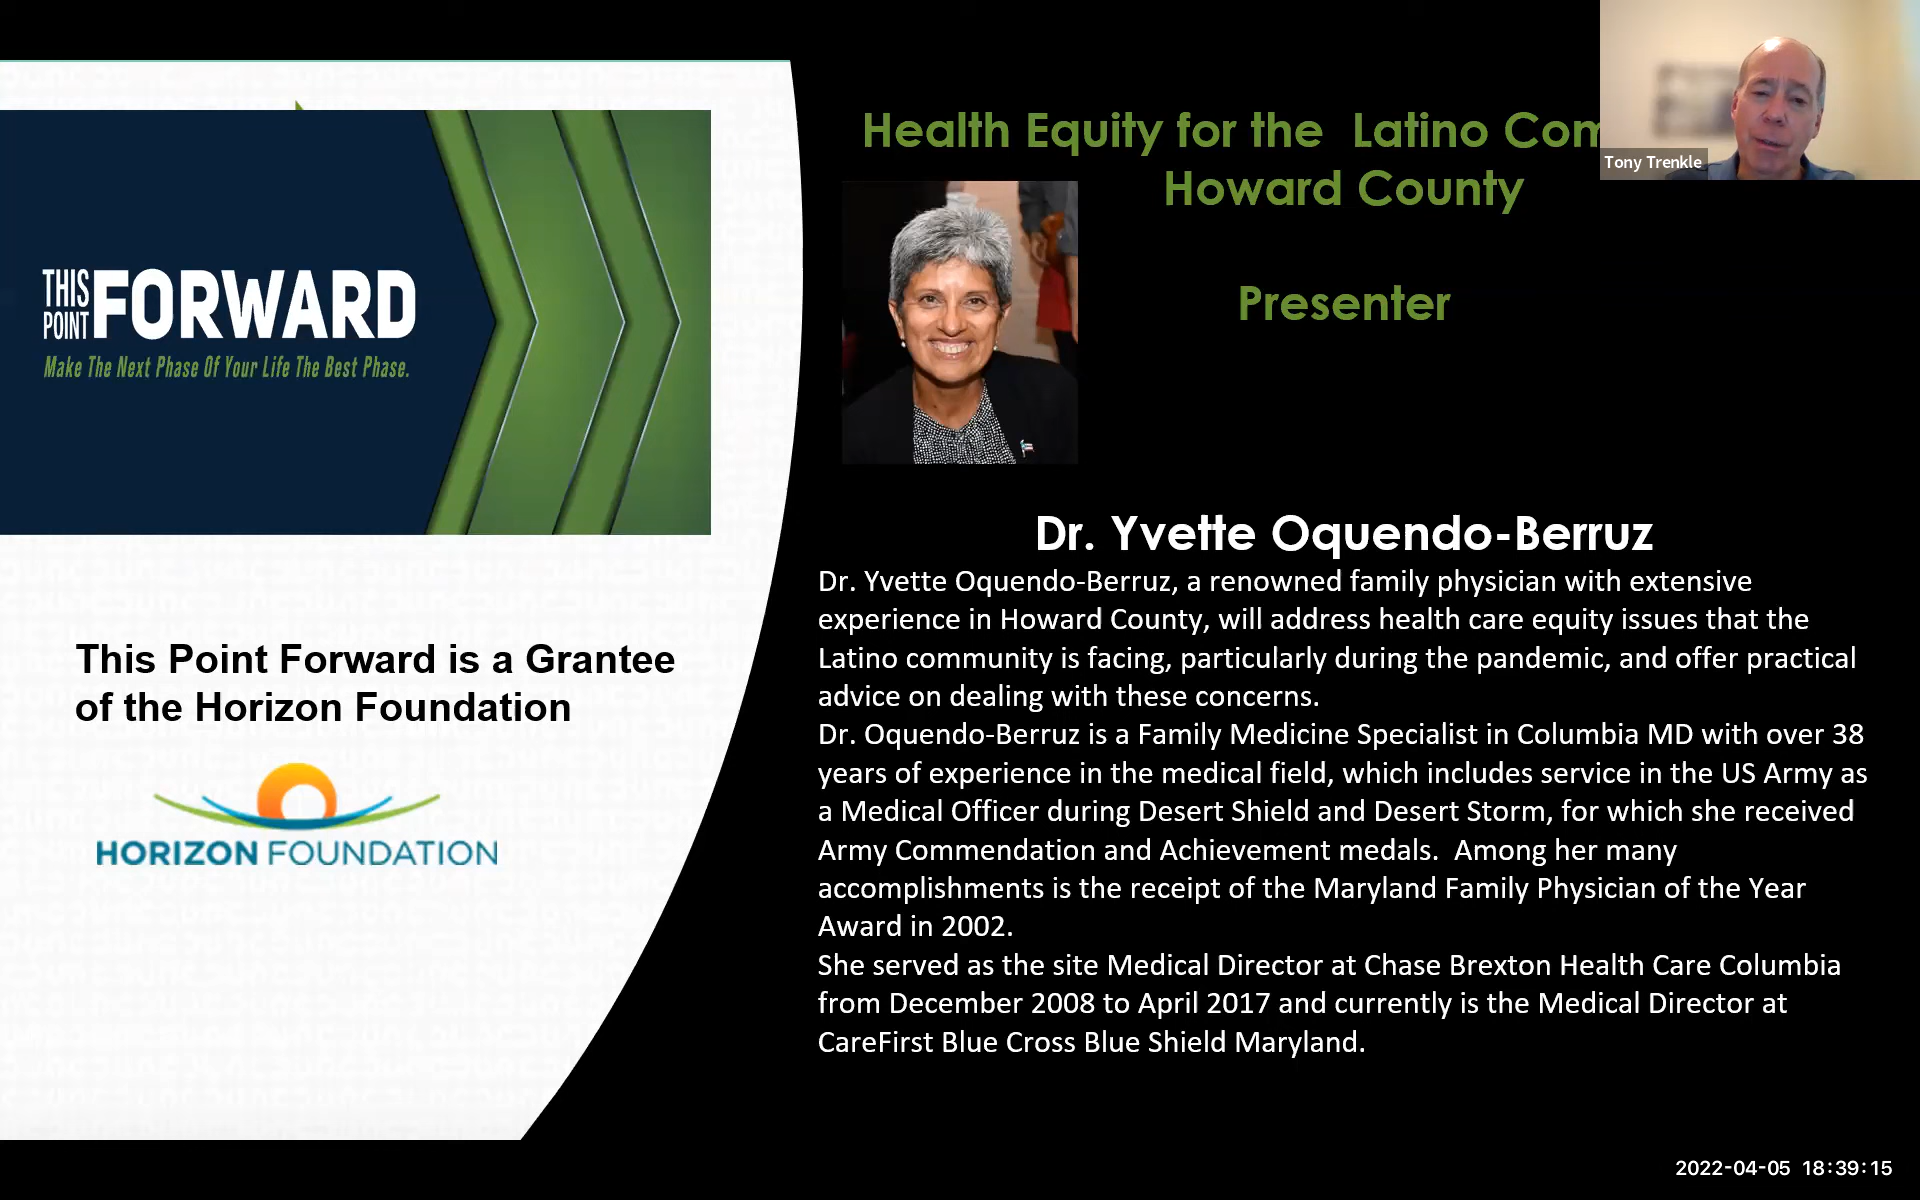 THIS POINT FORWARD
Make The Next Phase Of Your Life The Best Phase.
This Point Forward is a Grantee
of the Horizon Foundation
HORIZON FOUNDATION
Health Equity for the Latino
Howard County
Presenter
Tony Trenkle
Dr. Yvette Oquendo-Berruz
Dr. Yvette Oquendo-Berruz, a renowned family physician with extensive
experience in Howard County, will address health care equity issues that the
Latino community is facing, particularly during the pandemic, and offer practical
advice on dealing with these concerns.
Dr. Oquendo-Berruz is a Family Medicine Specialist in Columbia MD with over 38
years of experience in the medical field, which includes service in the US Army as
a Medical Officer during Desert Shield and Desert Storm, for which she received
Army Commendation and Achievement medals.  Among her many
accomplishments is the receipt of the Maryland Family Physician of the Year
Award in 2002.
She served as the site Medical Director at Chase Brexton Health Care Columbia
from December 2008 to April 2017 and currently is the Medical Director at
CareFirst Blue Cross Blue Shield Maryland.
2022-04-05 18:39:15